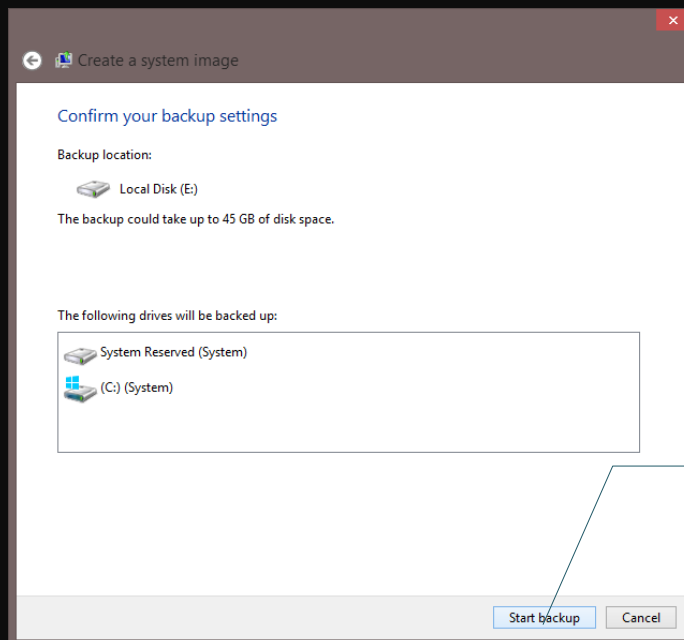 Create a system image
Confirm your backup settings
Backup location:
Local Disk (E:)
The backup could take up to 45 GB of disk space.
The following drives will be backed up:
System Reserved (System)
(C:) (System)
Start backup
Cancel